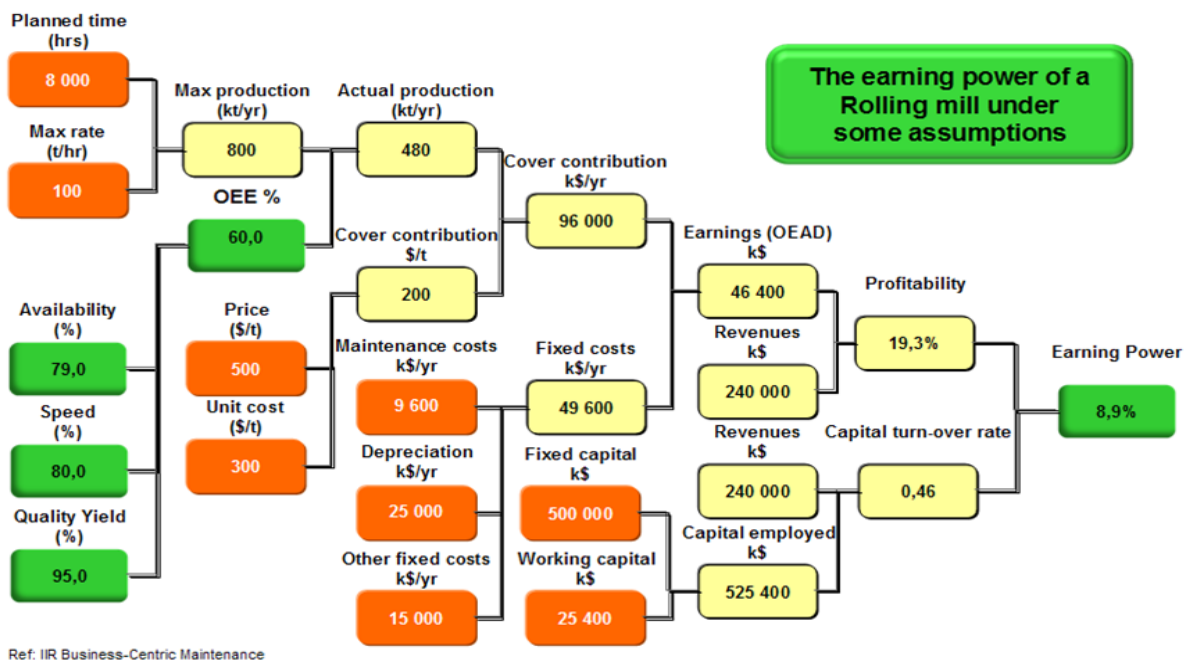 Planned time
(hrs)
8 000
Max rate
(t/hr)
100
Max production
(kt/yr)
800
OEE %
60,0
Actual production
(kt/yr)
480
Cover contribution
$/t
200
Cover contribution
k$/yr
96 000
The earning power of a
Rolling mill under
some assumptions
Availability
(%)
79,0
Speed
(%)
80,0
Quality Yield
(%)
95,0
Price
($/t)
500
Unit cost
($/t)
300
Maintenance costs
k$/yr
9 600
Depreciation
k$/yr
25 000
Other fixed costs
k$/yr
15 000
Fixed costs
k$/yr
49 600
Fixed capital
k$
500 000
Working capital
k$
25 400
Earnings (OEAD)
k$
46 400
Revenues
k$
240 000
Revenues
k$
240 000
Capital employed
k$
525 400
Profitability
19,3%
Capital turn-over rate
0,46
Earning Power
8,9%
Ref: IIR Business-Centric Maintenance